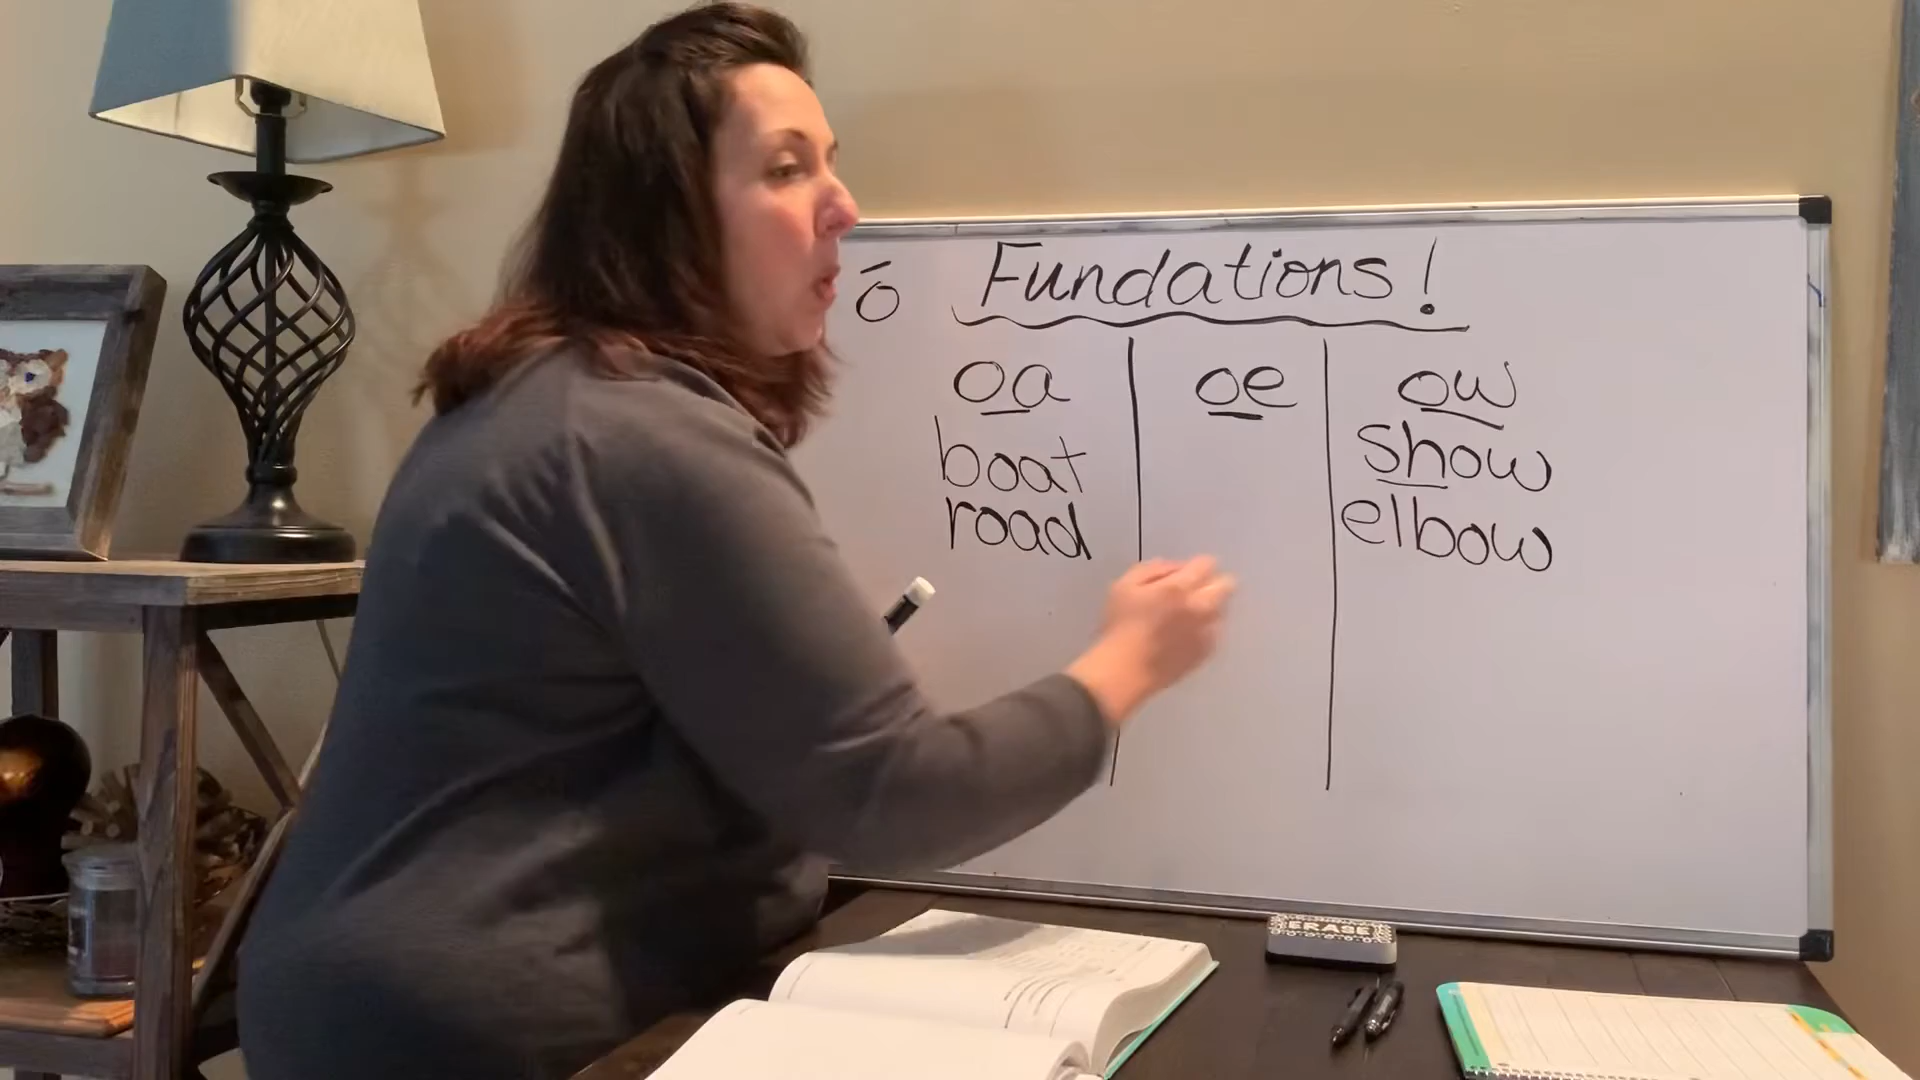 ō Fundations!
oa oe ow
boat show
road elbow
ERASE